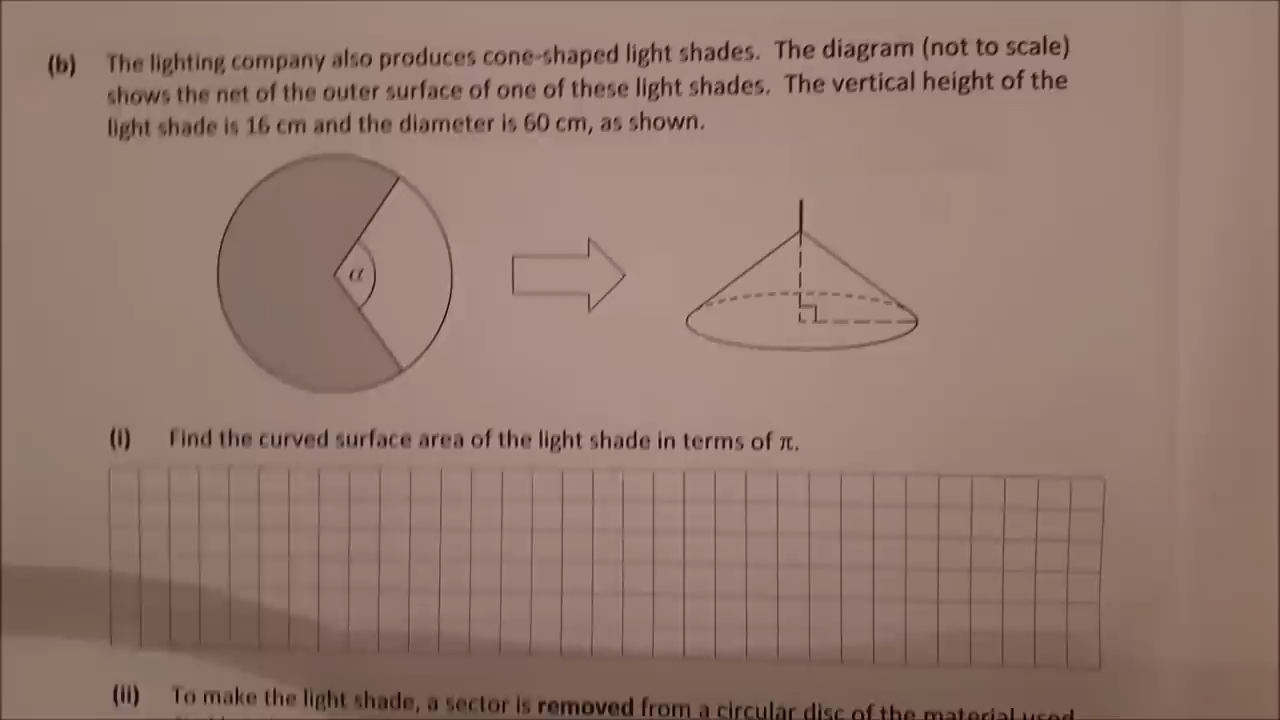 (b) The lighting company also produces cone-shaped light shades. The diagram (not to scale)
shows the net of the outer surface of one of these light shades. The vertical height of the
light shade is 16 cm and the diameter is 60 cm, as shown.
α
(i) Find the curved surface area of the light shade in terms of π.
(ii) To make the light shade, a sector is removed from a circular disc of the material used